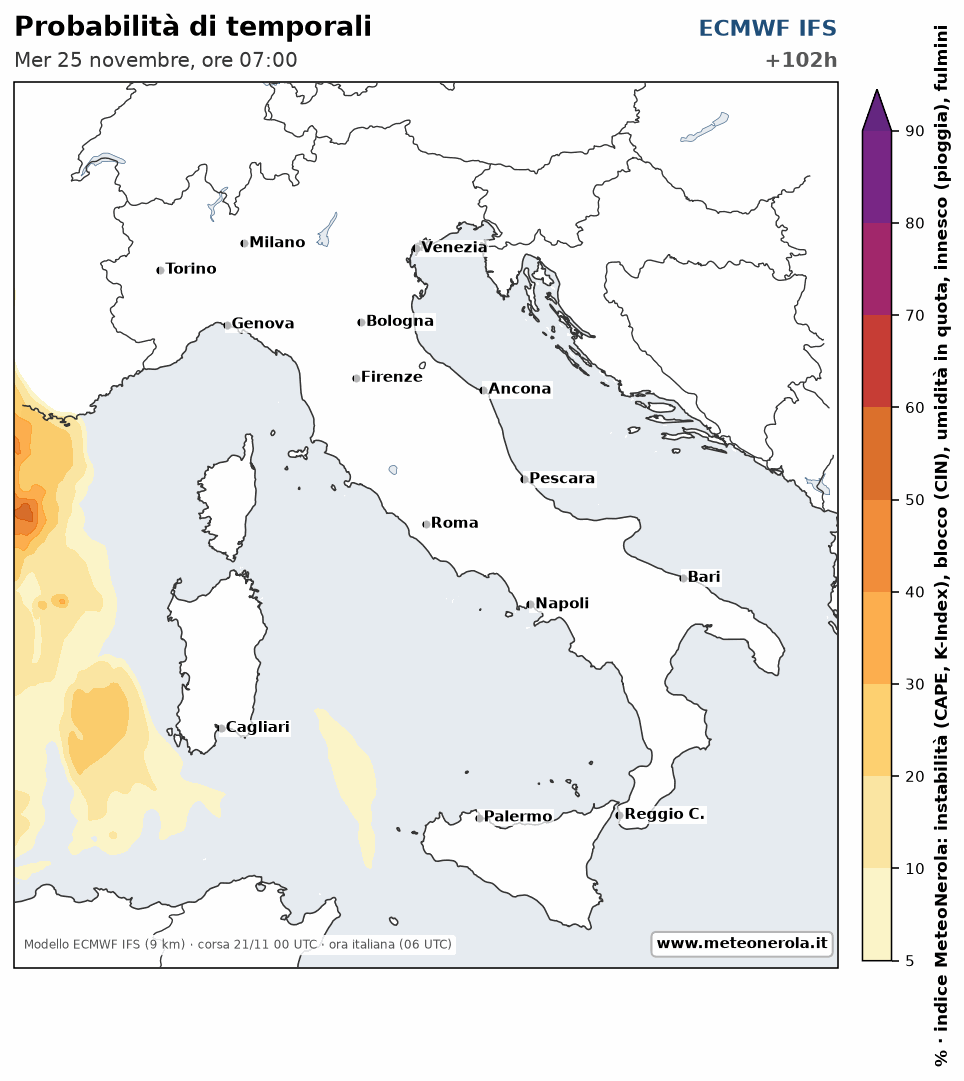 Probabilità di temporali
ECMWF IFS
Mer 25 novembre, ore 07:00
+102h
Milano
Venezia
Torino
Genova
Bologna
Firenze
Ancona
Pescara
Roma
Bari
Napoli
Cagliari
Palermo
Reggio C.
Modello ECMWF IFS (9 km) · corsa 21/11 00 UTC · ora italiana (06 UTC)
www.meteonerola.it
90
80
70
60
50
40
30
20
10
5
% · indice MeteoNerola: instabilità (CAPE, K-Index), blocco (CIN), umidità in quota, innesco (pioggia), fulmini